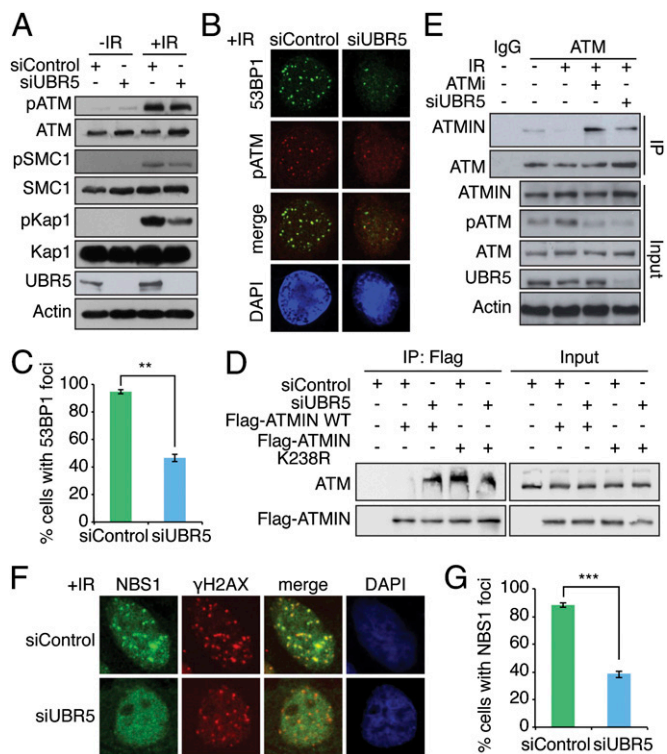 A
-IR +IR
siControl + - + -
siUBR5 - + - +
pATM
ATM
pSMC1
SMC1
pKap1
Kap1
UBR5
Actin
B
+IR siControl siUBR5
53BP1
pATM
merge
DAPI
E
IgG ATM
IR - - + + +
ATMi - - - + -
siUBR5 - - - - +
ATMIN
ATM
IP
ATMIN
pATM
ATM
UBR5
Actin
Input
C
% cells with 53BP1 foci
100
80
60
40
20
0
**
siControl siUBR5
D
IP: Flag Input
siControl + + - + - + + - + -
siUBR5 - - + - + - - + - +
Flag-ATMIN WT - + + - - - + + - -
Flag-ATMIN K238R - - - + + - - - + +
ATM
Flag-ATMIN
F
+IR NBS1 γH2AX merge DAPI
siControl
siUBR5
G
% cells with NBS1 foci
100
80
60
40
20
0
***
siControl siUBR5